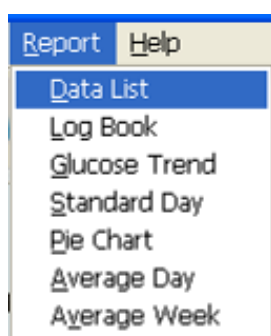 Report Help
Data List
Log Book
Glucose Trend
Standard Day
Pie Chart
Average Day
Average Week